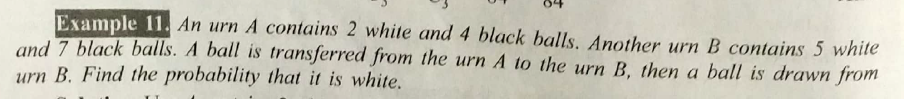 Example 11. An urn A contains 2 white and 4 black balls. Another urn B contains 5 white
and 7 black balls. A ball is transferred from the urn A to the urn B, then a ball is drawn from
urn B. Find the probability that it is white.